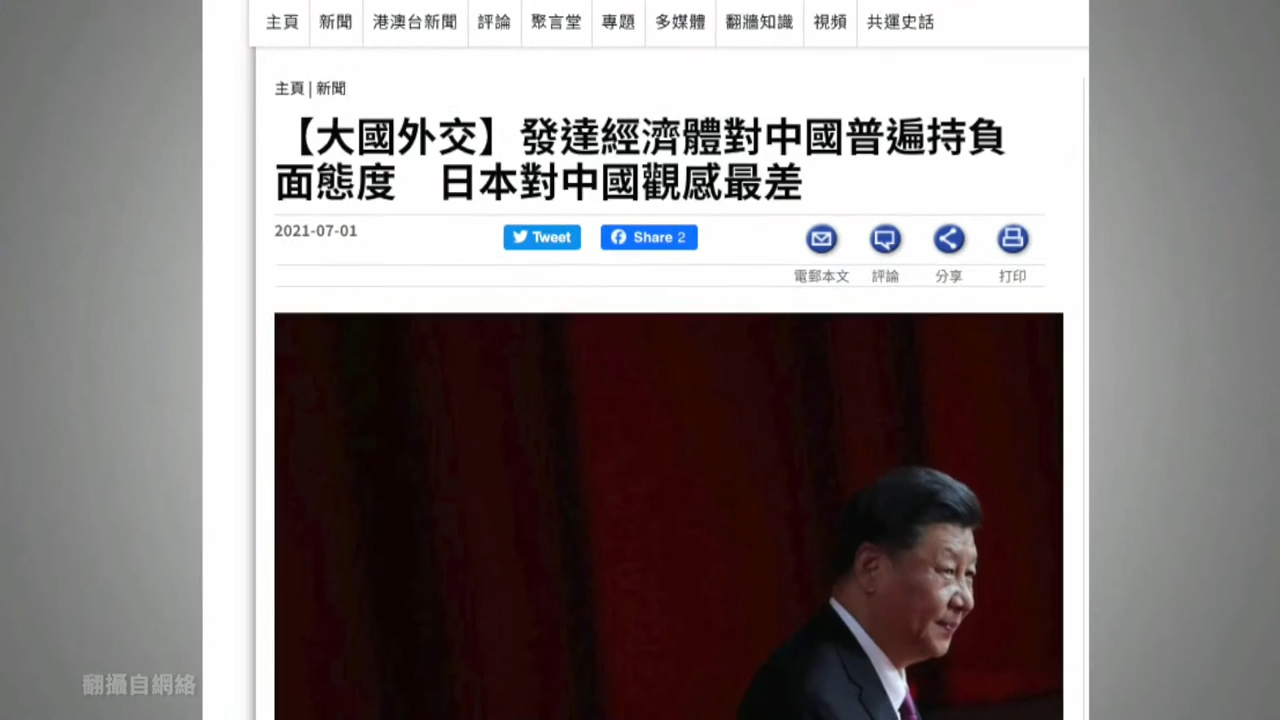 主頁 新聞 港澳台新聞 評論 聚言堂 專題 多媒體 翻牆知識 視頻 共運史話
主頁 | 新聞
【大國外交】發達經濟體對中國普遍持負
面態度　日本對中國觀感最差
2021-07-01 Tweet Share 2
電郵本文 評論 分享 打印
翻攝自網絡